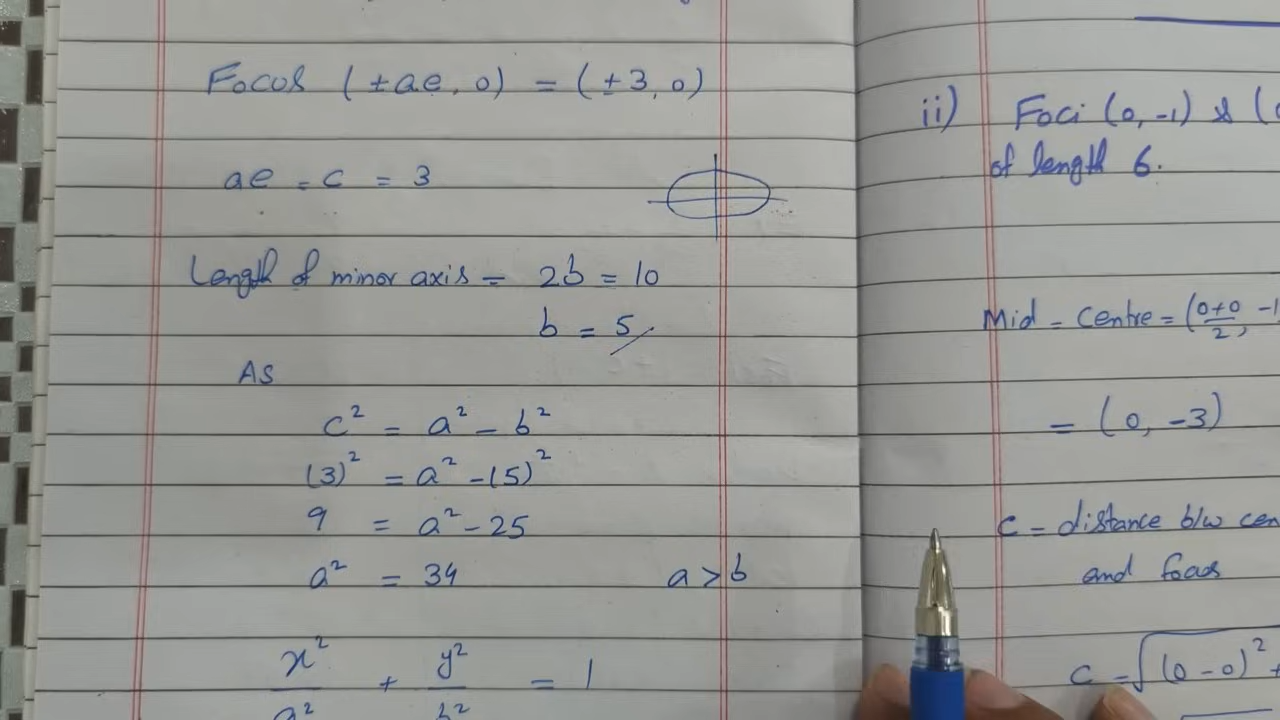 Focus (±ae, 0) = (±3, 0)
ae = c = 3
Length of minor axis = 2b = 10
b = 5
As
c² = a² - b²
(3)² = a² - (5)²
9 = a² - 25
a² = 34 a > b
x²/a² + y²/b² = 1
ii) Foci (0, -1) & (
of length 6.
Mid - Centre = (0+0/2, -1
= (0, -3)
c = distance b/w cen
and focus
c = √(0 - 0)² +